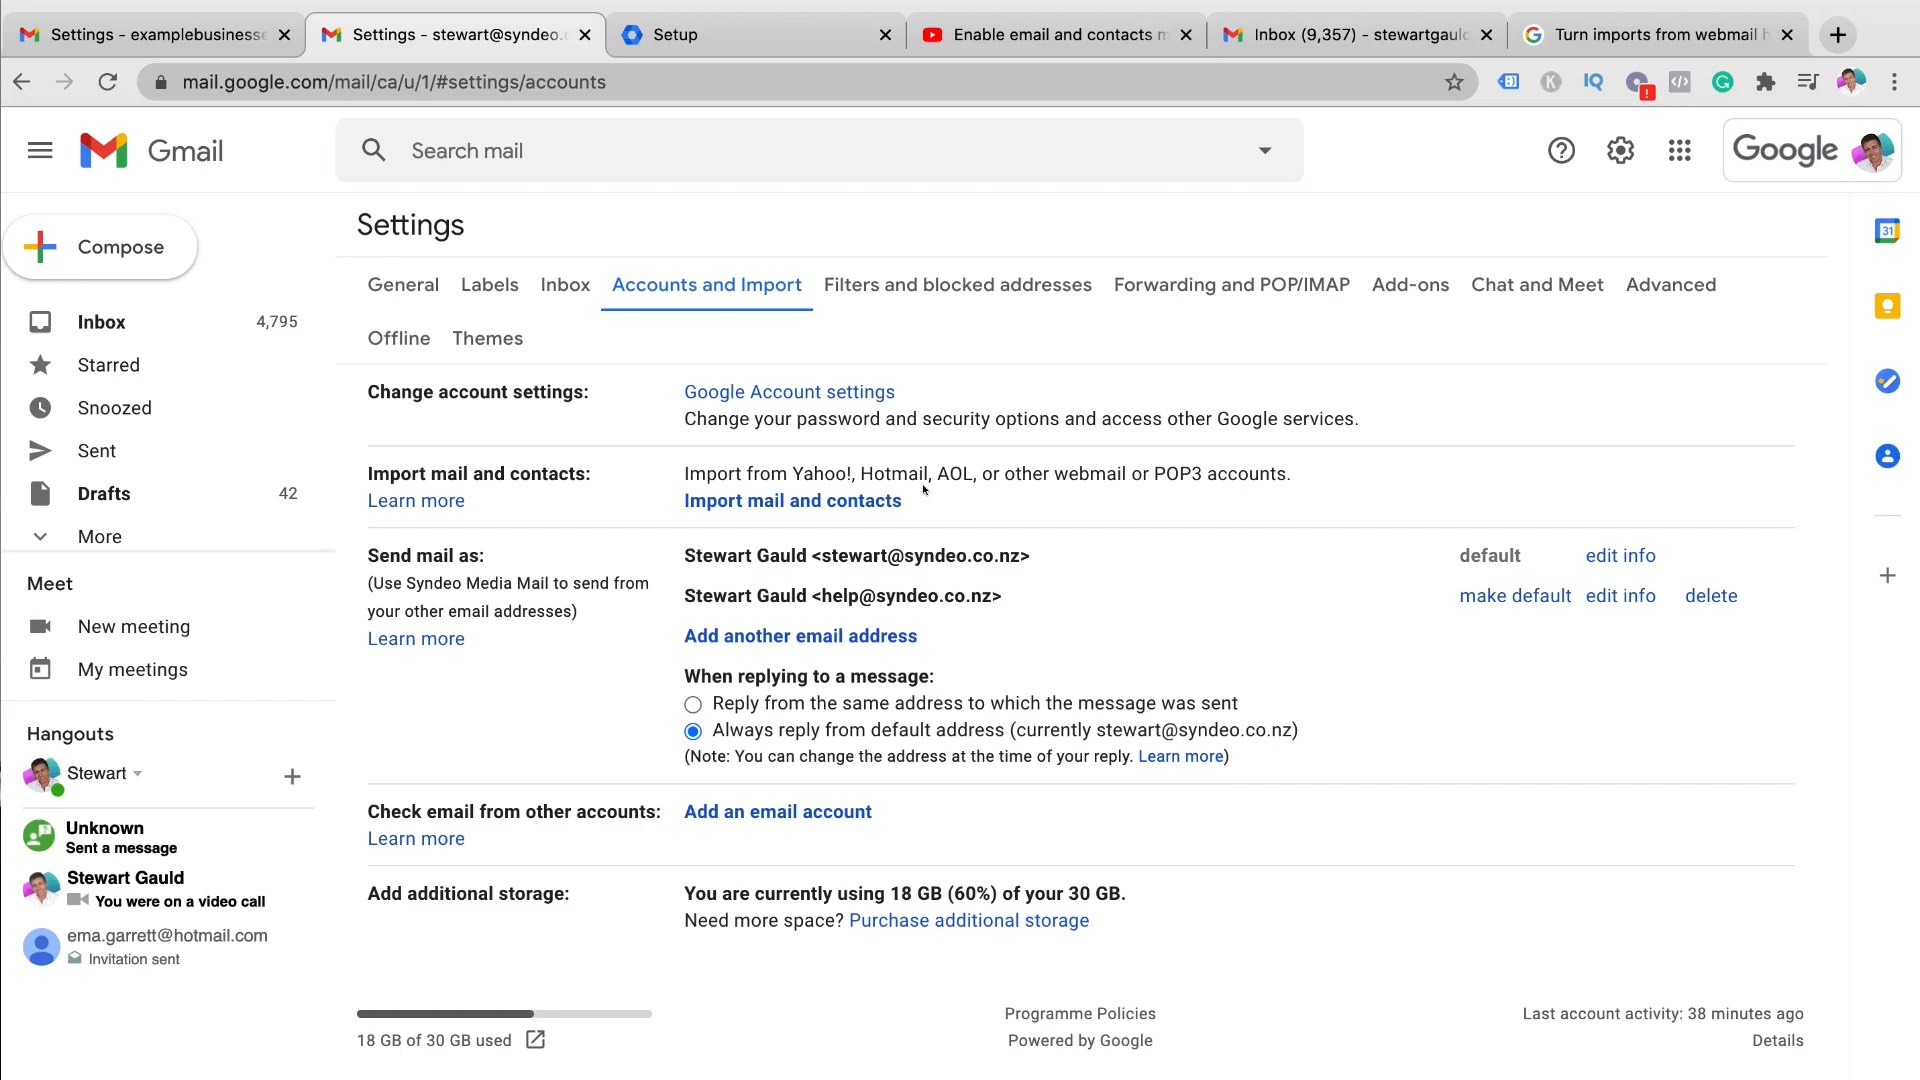 Settings - examplebusinesse
Settings - stewart@syndeo.
Setup
Enable email and contacts m
Inbox (9,357) - stewartgaul
Turn imports from webmail h
mail.google.com/mail/ca/u/1/#settings/accounts
Gmail
Search mail
Google
Compose
Settings
General
Labels
Inbox
Accounts and Import
Filters and blocked addresses
Forwarding and POP/IMAP
Add-ons
Chat and Meet
Advanced
Offline
Themes
Inbox 4,795
Starred
Snoozed
Sent
Drafts 42
More
Meet
New meeting
My meetings
Hangouts
Stewart
Unknown
Sent a message
Stewart Gauld
You were on a video call
ema.garrett@hotmail.com
Invitation sent
Change account settings:
Google Account settings
Change your password and security options and access other Google services.
Import mail and contacts:
Learn more
Import from Yahoo!, Hotmail, AOL, or other webmail or POP3 accounts.
Import mail and contacts
Send mail as:
(Use Syndeo Media Mail to send from
your other email addresses)
Learn more
Stewart Gauld <stewart@syndeo.co.nz> default edit info
Stewart Gauld <help@syndeo.co.nz> make default edit info delete
Add another email address
When replying to a message:
Reply from the same address to which the message was sent
Always reply from default address (currently stewart@syndeo.co.nz)
(Note: You can change the address at the time of your reply. Learn more)
Check email from other accounts:
Learn more
Add an email account
Add additional storage:
You are currently using 18 GB (60%) of your 30 GB.
Need more space? Purchase additional storage
18 GB of 30 GB used
Programme Policies
Powered by Google
Last account activity: 38 minutes ago
Details
31
K
IQ